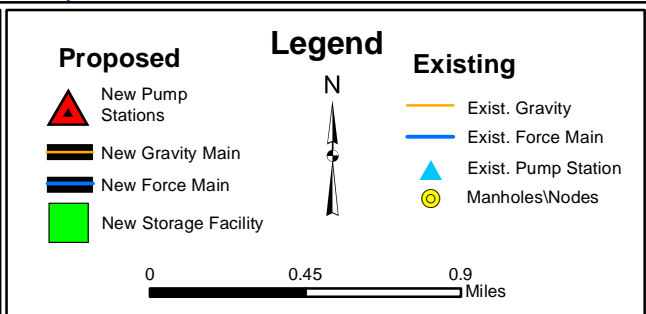 Legend
Proposed
New Pump
Stations
New Gravity Main
New Force Main
New Storage Facility
N
Existing
Exist. Gravity
Exist. Force Main
Exist. Pump Station
Manholes\Nodes
0 0.45 0.9
Miles